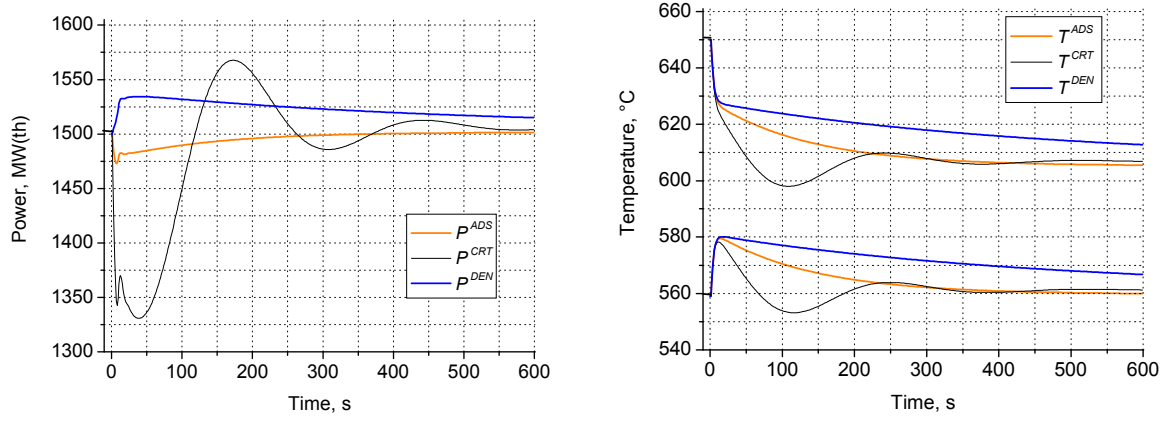 1600
1550
1500
1450
1400
1350
1300
Power, MW(th)
P ADS
P CRT
P DEN
0 100 200 300 400 500 600
Time, s
660
640
620
600
580
560
540
Temperature, °C
T ADS
T CRT
T DEN
0 100 200 300 400 500 600
Time, s